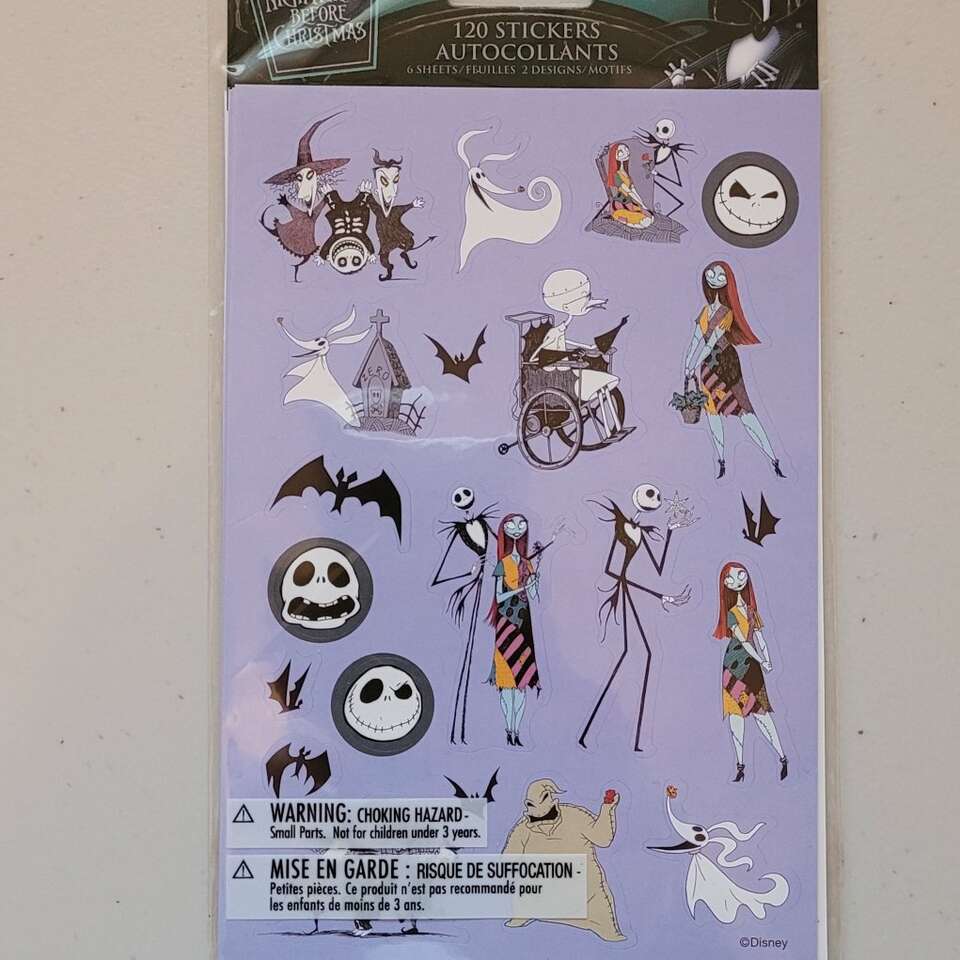 NIGHTMARE
BEFORE
CHRISTMAS
120 STICKERS
AUTOCOLLANTS
6 SHEETS/FEUILLES 2 DESIGNS/MOTIFS
ZERO
WARNING: CHOKING HAZARD-
Small Parts. Not for children under 3 years.
MISE EN GARDE : RISQUE DE SUFFOCATION -
Petites pièces. Ce produit n'est pas recommandé pour
les enfants de moins de 3 ans.
©Disney